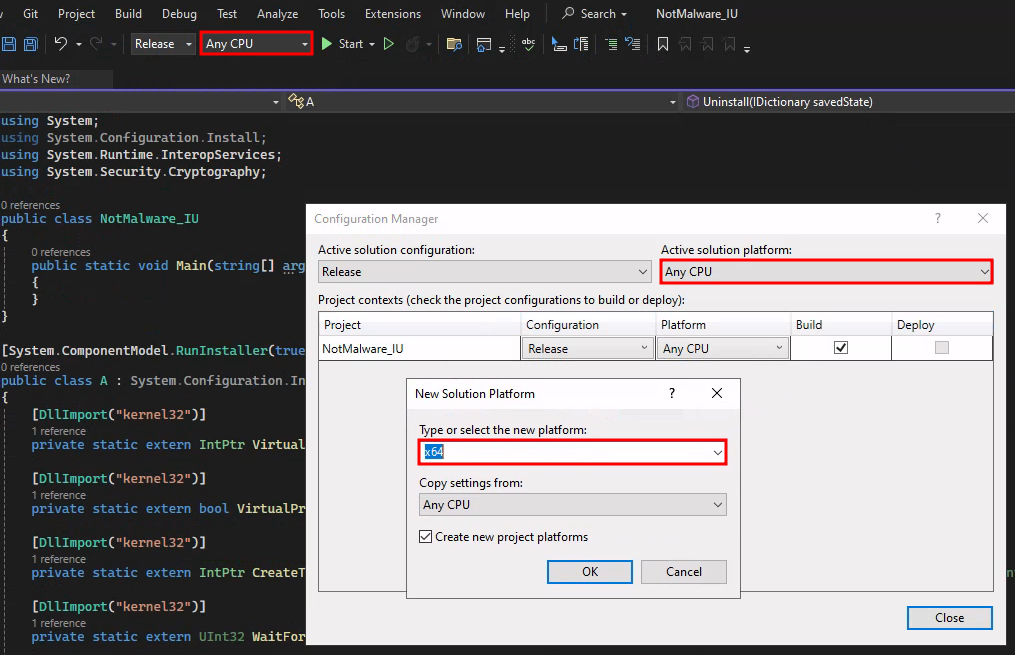 Git Project Build Debug Test Analyze Tools Extensions Window Help Search NotMalware_IU
Release Any CPU Start abc
What's New?
A Uninstall(IDictionary savedState)
using System;
using System.Configuration.Install;
using System.Runtime.InteropServices;
using System.Security.Cryptography;
0 references
public class NotMalware_IU
{
0 references
public static void Main(string[] arg
{
}
}
[System.ComponentModel.RunInstaller(true
0 references
public class A : System.Configuration.In
{
[DllImport("kernel32")]
1 reference
private static extern IntPtr Virtual
[DllImport("kernel32")]
1 reference
private static extern bool VirtualPr
[DllImport("kernel32")]
1 reference
private static extern IntPtr CreateT
[DllImport("kernel32")]
1 reference
private static extern UInt32 WaitFor
Configuration Manager ?
Active solution configuration: Active solution platform:
Release Any CPU
Project contexts (check the project configurations to build or deploy):
Project Configuration Platform Build Deploy
NotMalware_IU Release Any CPU
New Solution Platform ?
Type or select the new platform:
x64
Copy settings from:
Any CPU
Create new project platforms
OK Cancel
Close